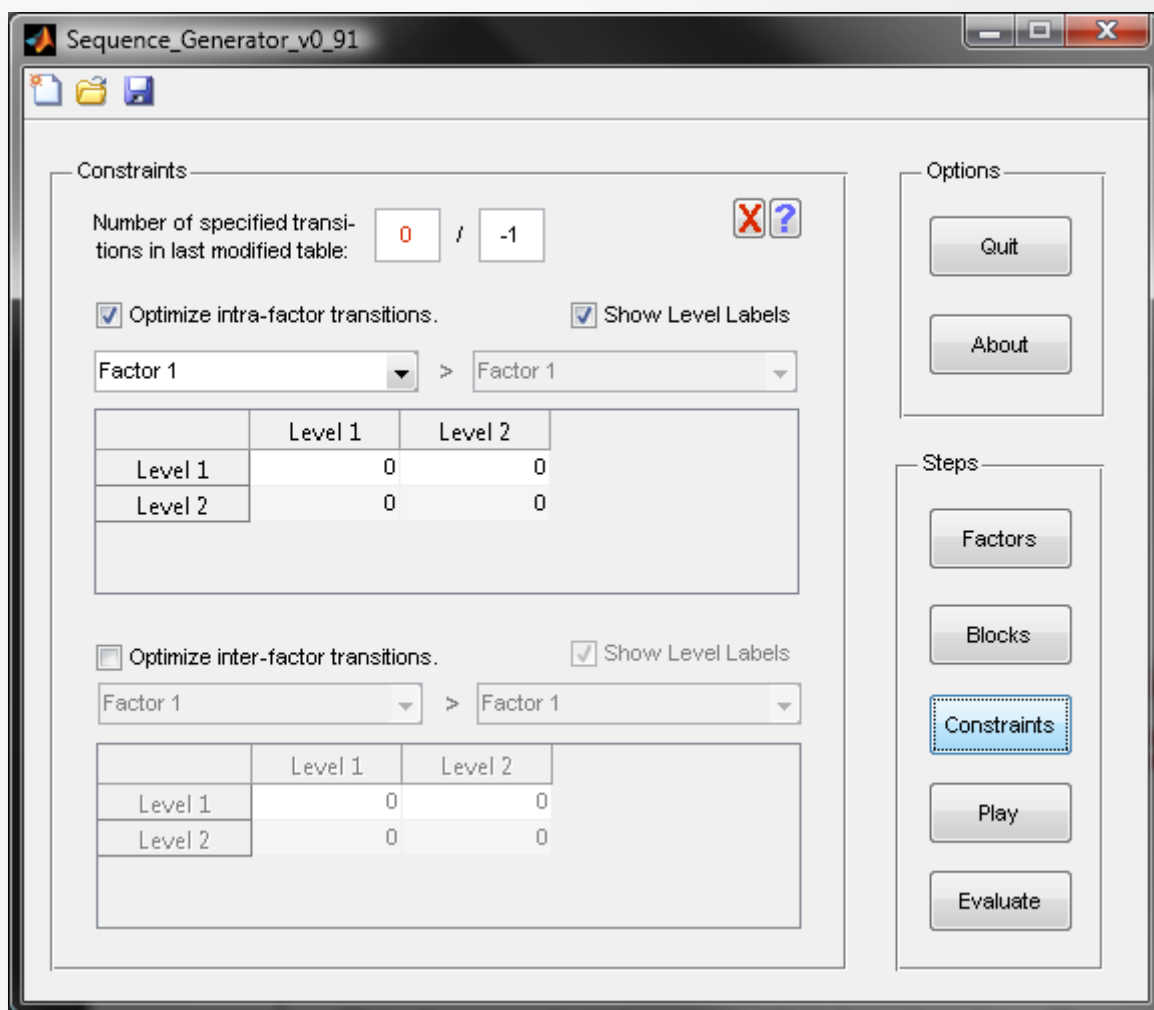 Sequence_Generator_v0_91
Constraints
Number of specified transi-
tions in last modified table:
0 / -1
?
Optimize intra-factor transitions.
Show Level Labels
Factor 1 > Factor 1
Level 1 Level 2
Level 1 0 0
Level 2 0 0
Optimize inter-factor transitions.
Show Level Labels
Factor 1 > Factor 1
Level 1 Level 2
Level 1 0 0
Level 2 0 0
Options
Quit
About
Steps
Factors
Blocks
Constraints
Play
Evaluate